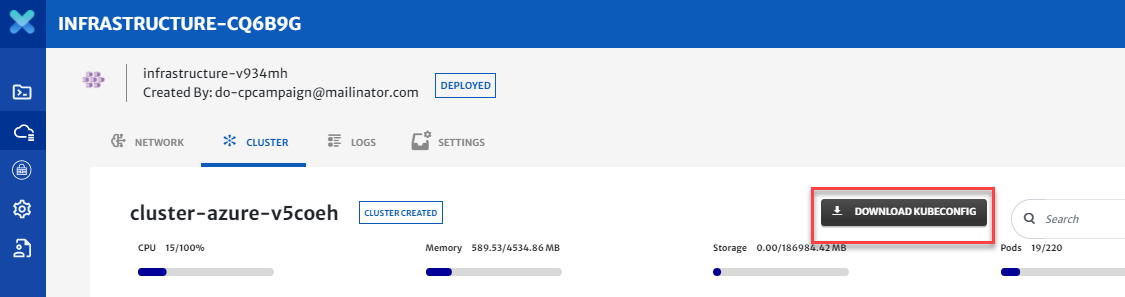 INFRASTRUCTURE-CQ6B9G
infrastructure-v934mh
Created By: do-cpcampaign@mailinator.com
DEPLOYED
NETWORK
CLUSTER
LOGS
SETTINGS
cluster-azure-v5coeh
CLUSTER CREATED
DOWNLOAD KUBECONFIG
Search
CPU 15/100%
Memory 589.53/4534.86 MB
Storage 0.00/186984.42 MB
Pods 19/220